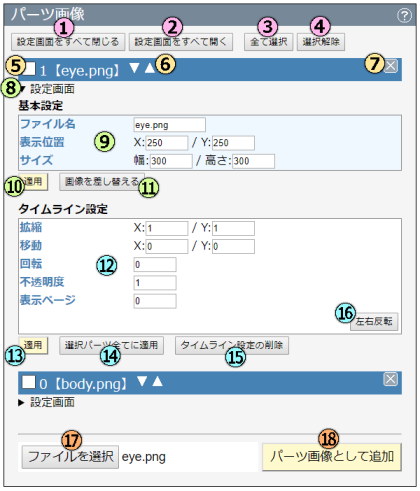 パーツ画像 ?
1 2 3 4
設定画面をすべて閉じる 設定画面をすべて開く 全て選択 選択解除
5 1【eye.png】▼▲ 6 7
8 ▼ 設定画面
基本設定
ファイル名 eye.png
表示位置 9 X: 250 / Y: 250
サイズ 幅: 300 / 高さ: 300
10 適用 画像を差し替える 11
タイムライン設定
拡縮 X: 1 / Y: 1
移動 X: 0 / Y: 0
回転 12 0
不透明度 1
表示ページ 0
16 左右反転
適用 選択パーツ全てに適用 タイムライン設定の削除
13 14 15
0【body.png】▼▲
▶ 設定画面
17 18
ファイルを選択 eye.png パーツ画像として追加